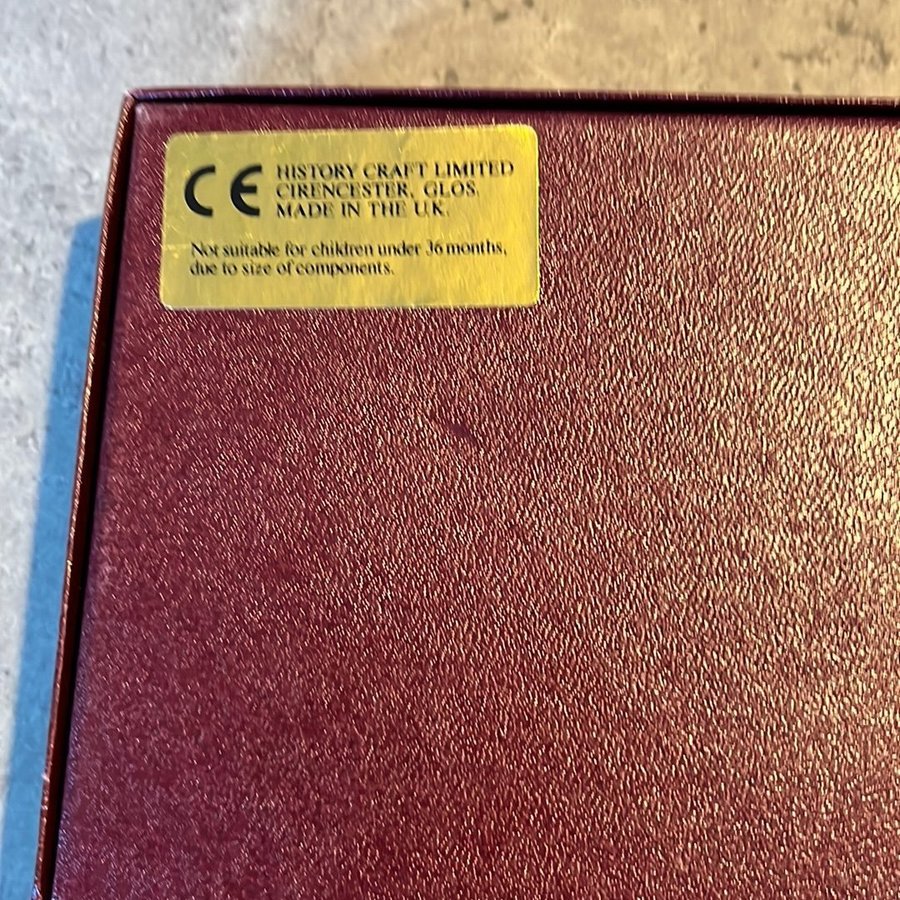 CE HISTORY CRAFT LIMITED
CIRENCESTER, GLOS.
MADE IN THE U.K.
Not suitable for children under 36 months,
due to size of components.